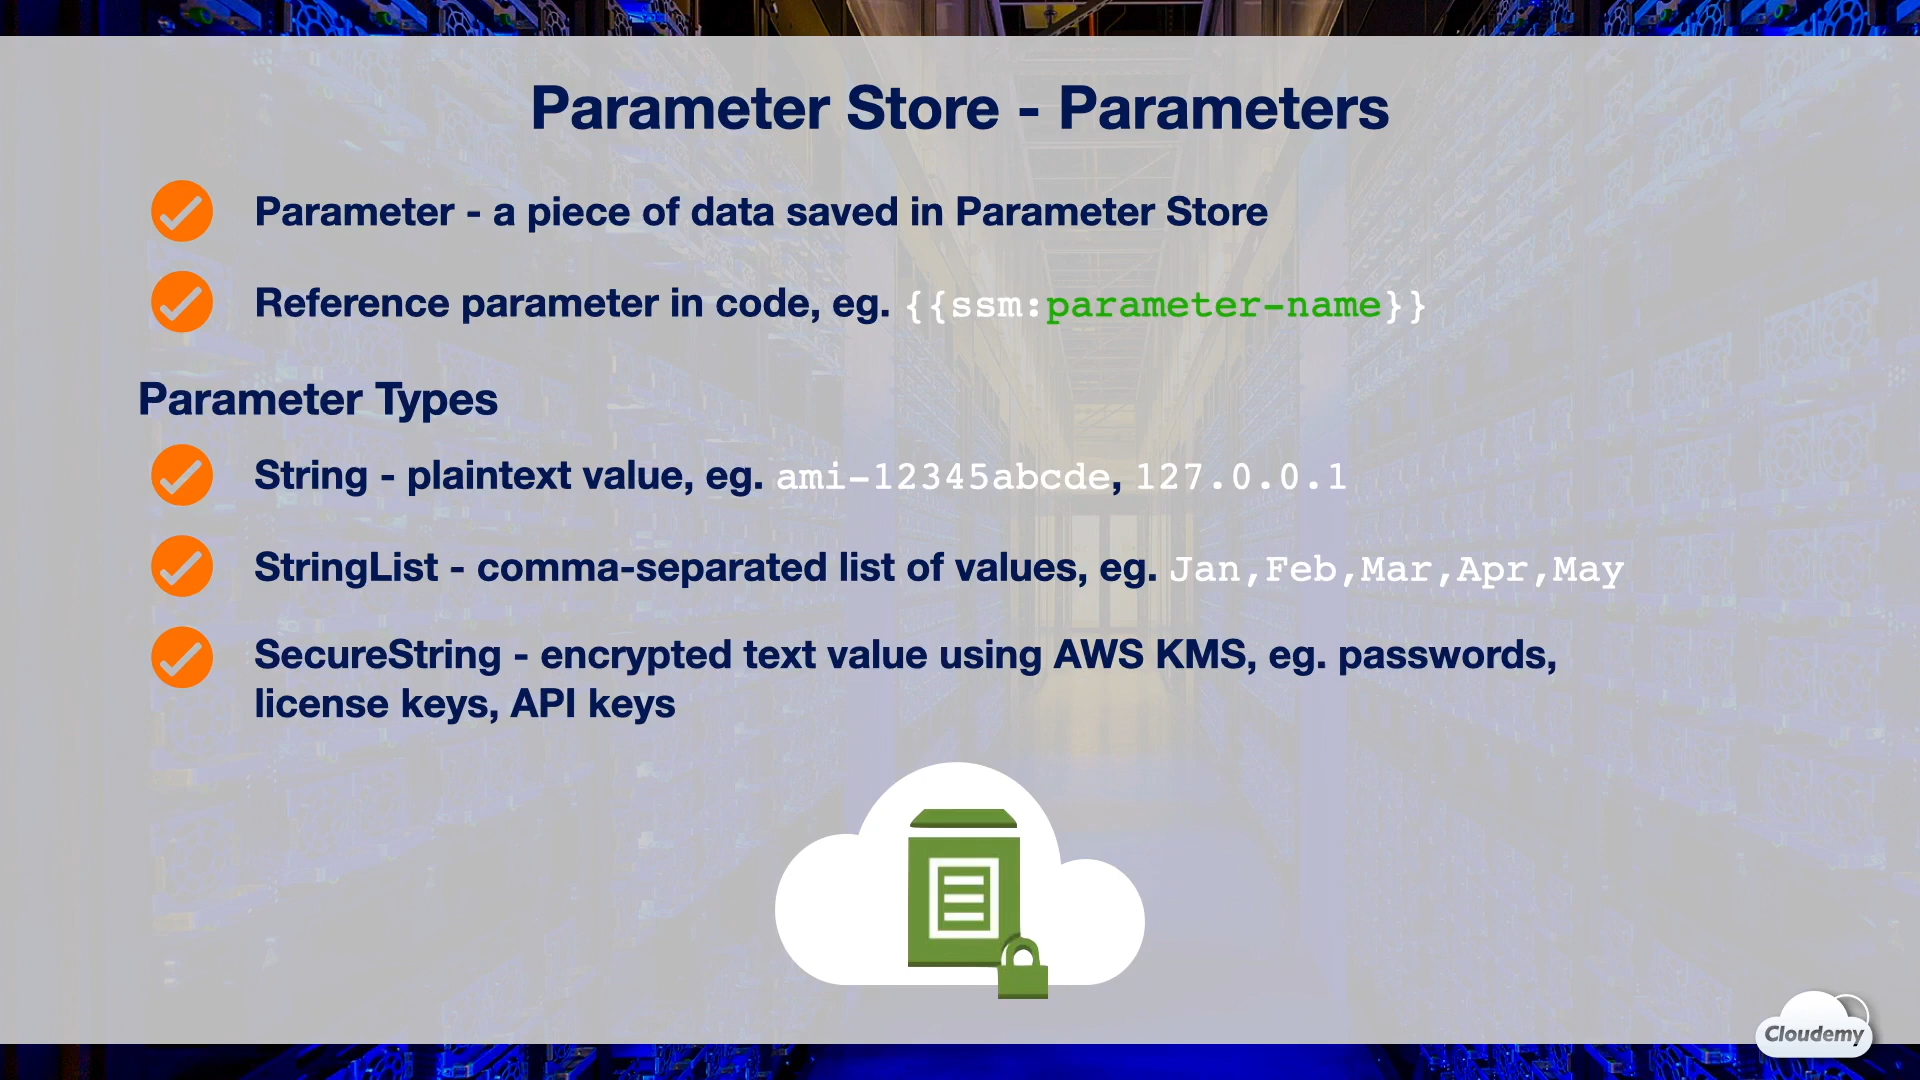 Parameter Store - Parameters
Parameter - a piece of data saved in Parameter Store
Reference parameter in code, eg. {{ssm:parameter-name}}
Parameter Types
String - plaintext value, eg. ami-12345abcde, 127.0.0.1
StringList - comma-separated list of values, eg. Jan,Feb,Mar,Apr,May
SecureString - encrypted text value using AWS KMS, eg. passwords,
license keys, API keys
Cloudemy